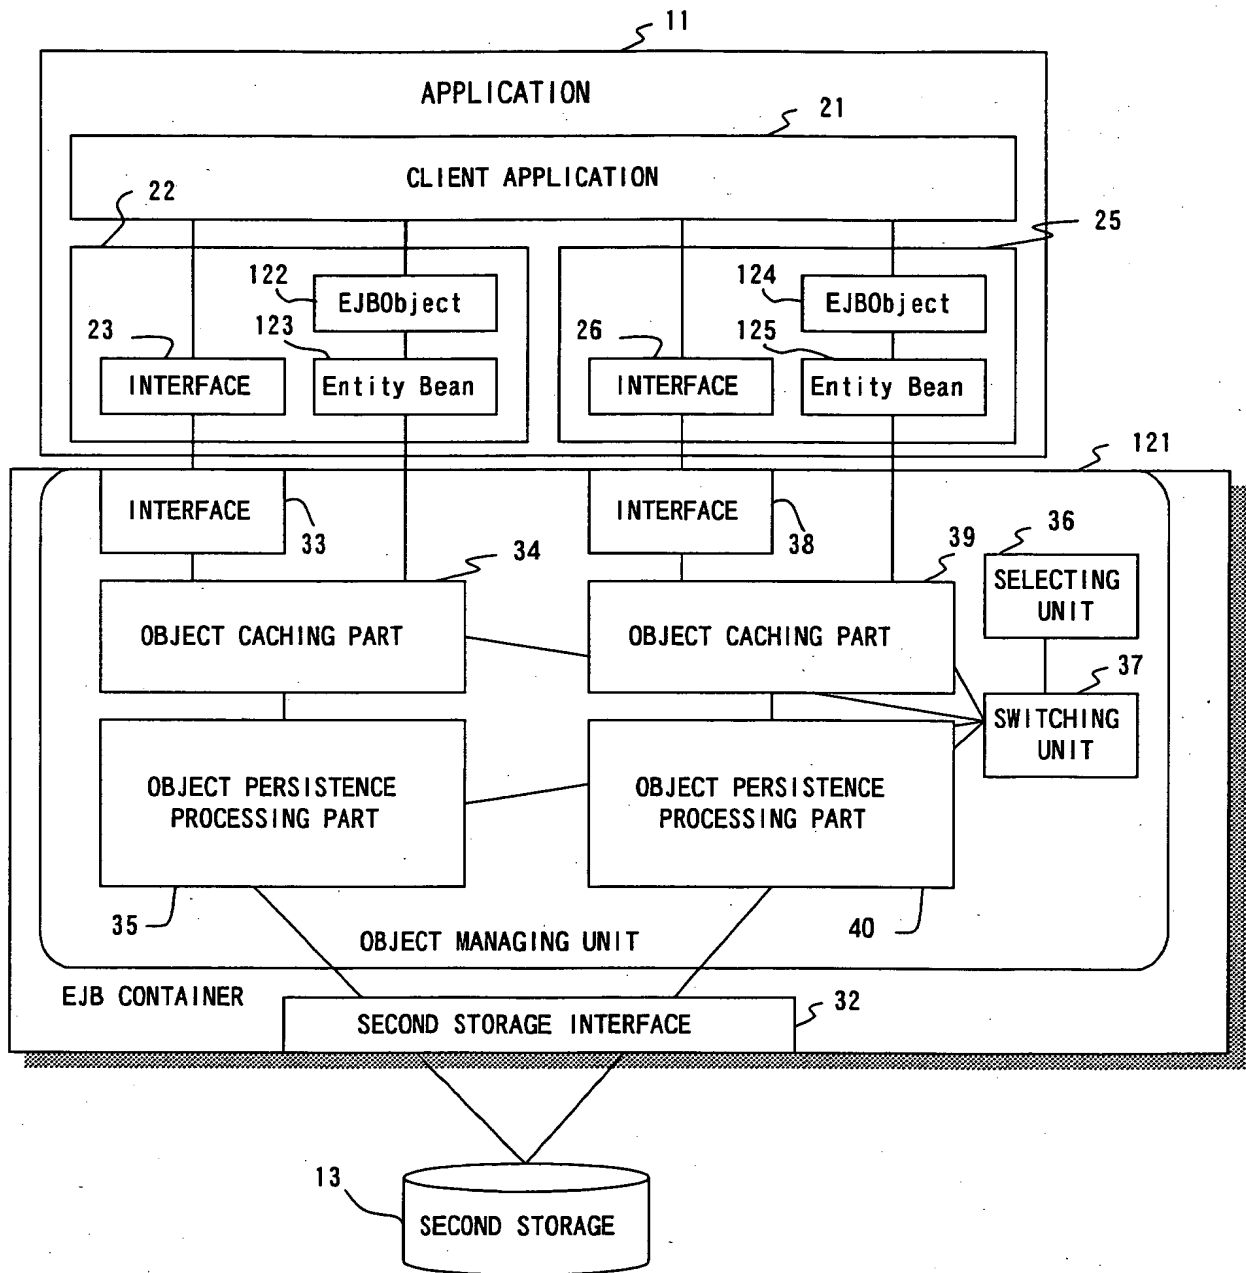 11
APPLICATION
21
CLIENT APPLICATION
22
25
122
EJBObject
124
EJBObject
23
123
26
125
INTERFACE
Entity Bean
INTERFACE
Entity Bean
121
INTERFACE
33
INTERFACE
38
34
39
36
OBJECT CACHING PART
OBJECT CACHING PART
SELECTING
UNIT
37
SWITCHING
UNIT
OBJECT PERSISTENCE
PROCESSING PART
OBJECT PERSISTENCE
PROCESSING PART
35
OBJECT MANAGING UNIT
40
EJB CONTAINER
32
SECOND STORAGE INTERFACE
13
SECOND STORAGE